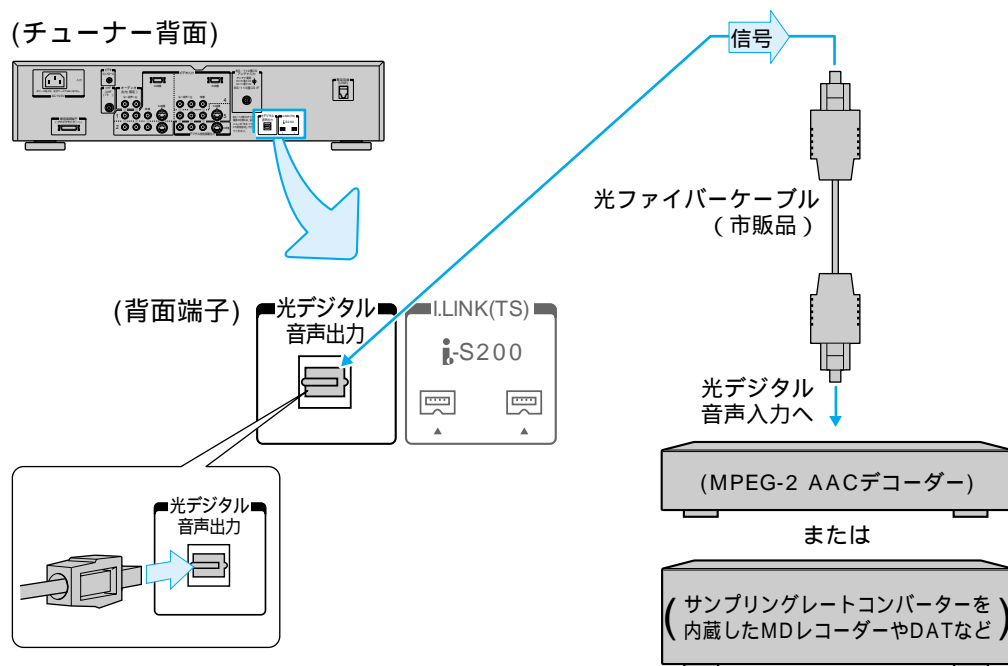 (チューナー背面)
信号
光ファイバーケーブル
(市販品)
(背面端子)
光デジタル
音声出力
I.LINK(TS)
i-S200
光デジタル
音声入力へ
(MPEG-2 AACデコーダー)
または
(サンプリングレートコンバーターを
内蔵したMDレコーダーやDATなど)
光デジタル
音声出力